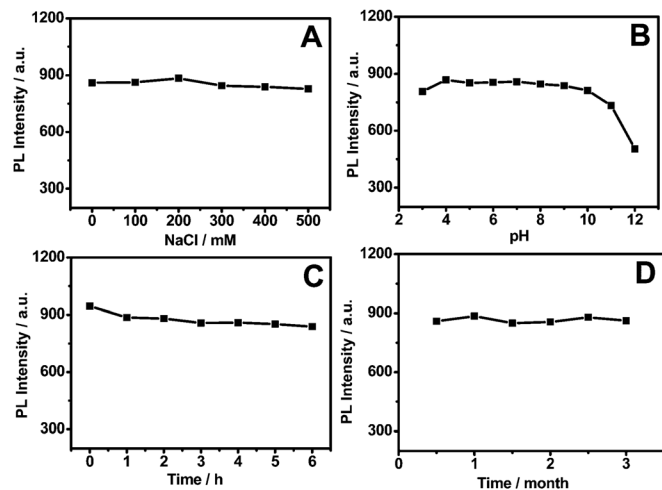 A
1200
900
600
300
PL Intensity / a.u.
0 100 200 300 400 500
NaCl / mM
B
1200
900
600
300
PL Intensity / a.u.
2 4 6 8 10 12
pH
C
1200
900
600
300
PL Intensity / a.u.
0 1 2 3 4 5 6
Time / h
D
1200
900
600
300
PL Intensity / a.u.
0 1 2 3
Time / month